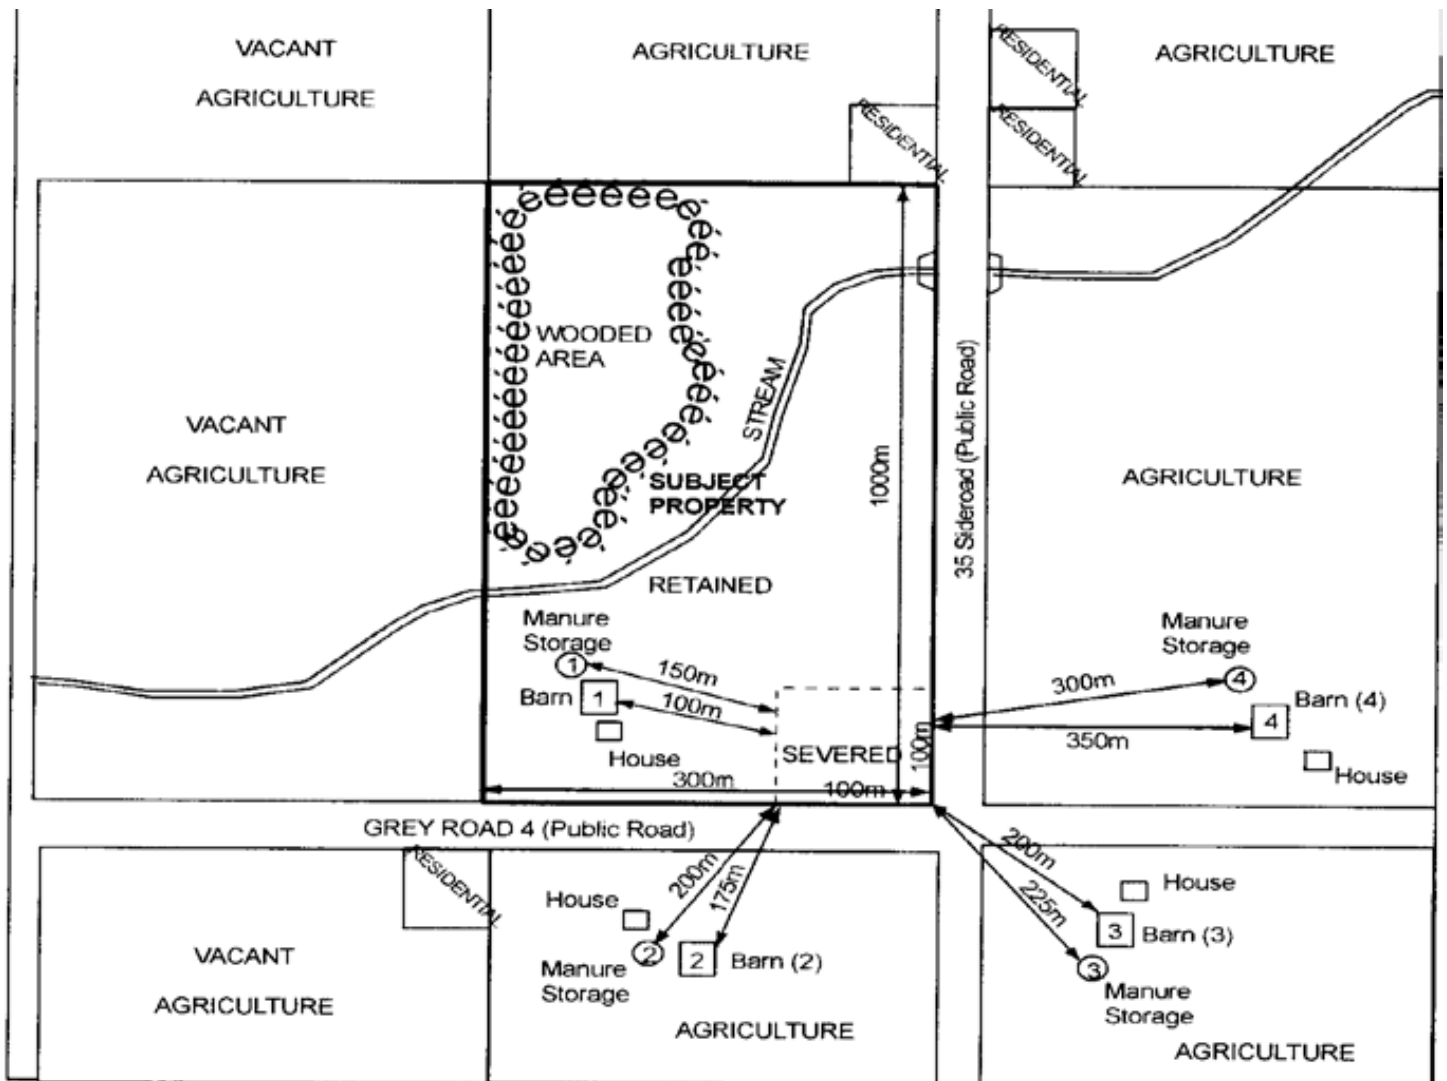 VACANT
AGRICULTURE
AGRICULTURE
AGRICULTURE
RESIDENTIAL
RESIDENTIAL
RESIDENTIAL
WOODED
AREA
STREAM
VACANT
AGRICULTURE
SUBJECT
PROPERTY
1000m
35 Sideroad (Public Road)
AGRICULTURE
RETAINED
Manure
Storage
1
150m
Barn
1
100m
House
SEVERED
100m
300m
100m
Manure
Storage
4
300m
Barn (4)
4
350m
House
GREY ROAD 4 (Public Road)
RESIDENTIAL
VACANT
AGRICULTURE
200m
175m
House
2
Manure
Storage
2
Barn (2)
AGRICULTURE
200m
225m
House
3
Barn (3)
3
Manure
Storage
AGRICULTURE